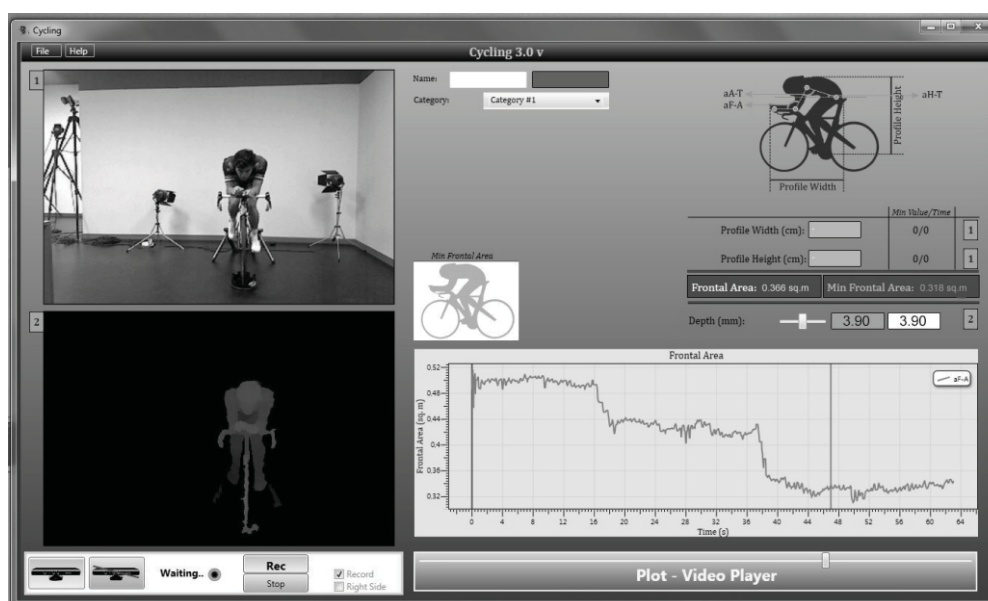 Cycling
File Help
Cycling 3.0 v
1
Name:
Category: Category #1
aA-T
aF-A
aH-T
Profile Height
Profile Width
Min Value/Time
Profile Width (cm): 0/0 1
Profile Height (cm): 0/0 1
Min Frontal Area
Frontal Area: 0.366 sq.m Min Frontal Area: 0.318 sq.m
Depth (mm): 3.90 3.90 2
2
Frontal Area
aF-A
Frontal Area (sq. m)
0.52
0.48
0.44
0.4
0.36
0.32
0 4 8 12 16 20 24 28 32 36 40 44 48 52 56 60 64
Time (s)
Waiting..
Rec
Stop
Record
Right Side
Plot - Video Player